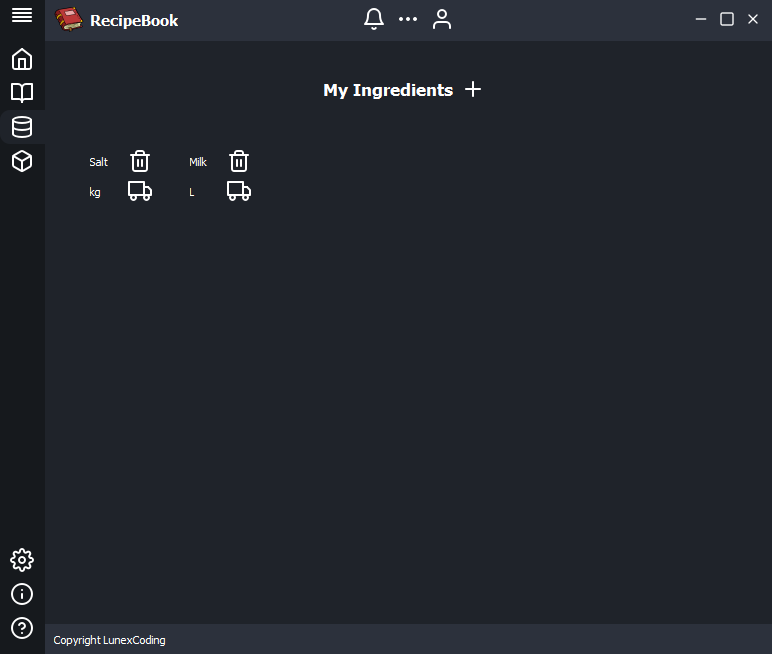 RecipeBook
My Ingredients
Salt Milk
kg L
Copyright LunexCoding